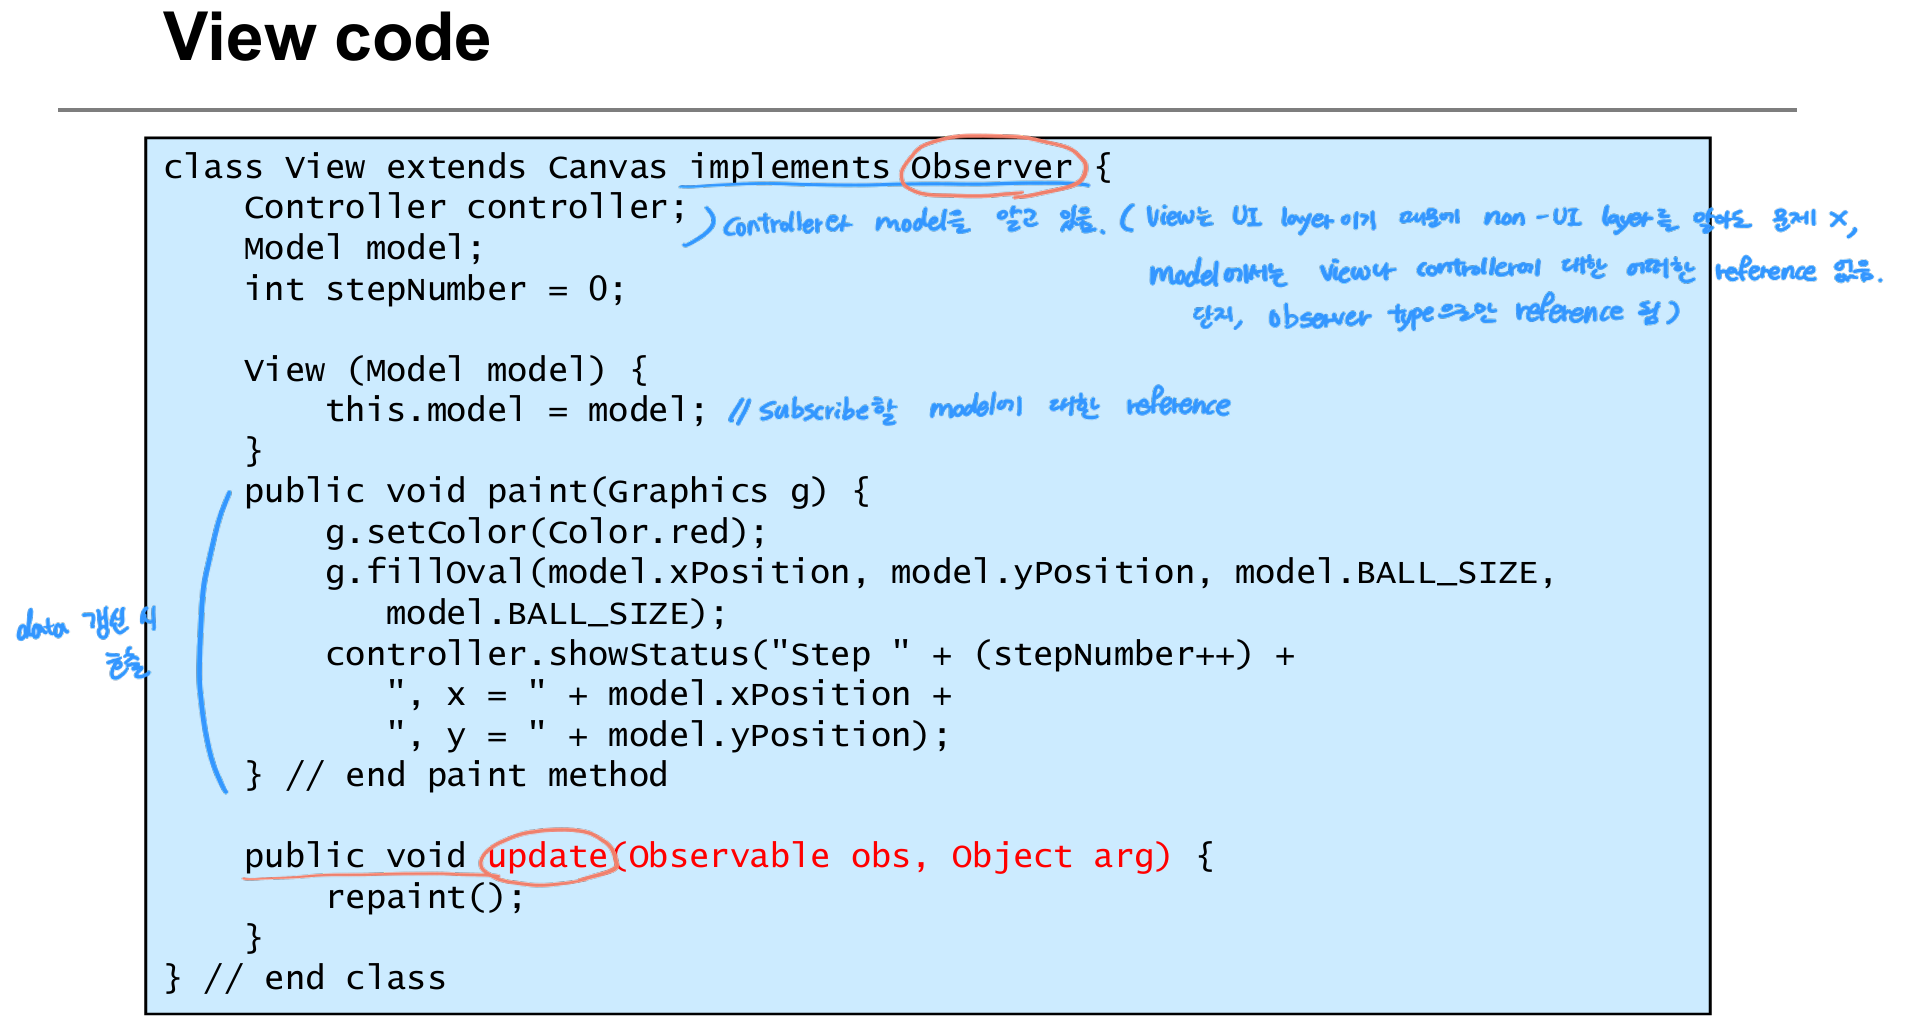 View code
class View extends Canvas implements Observer {
Controller controller; ) Controller와 model을 알고 있음. ( View는 UI layer이기 때문에 non-UI layer를 알아도 문제 X,
Model model; model에서는 view나 controller에 대한 어떠한 reference 없음.
int stepNumber = 0; 단지, observer type으로만 reference 됨 )
View (Model model) {
this.model = model; // Subscribe할 model에 대한 reference
}
public void paint(Graphics g) {
g.setColor(Color.red);
g.fillOval(model.xPosition, model.yPosition, model.BALL_SIZE,
model.BALL_SIZE);
data 갱신 시
호출
controller.showStatus("Step " + (stepNumber++) +
", x = " + model.xPosition +
", y = " + model.yPosition);
} // end paint method
public void update(Observable obs, Object arg) {
repaint();
}
} // end class